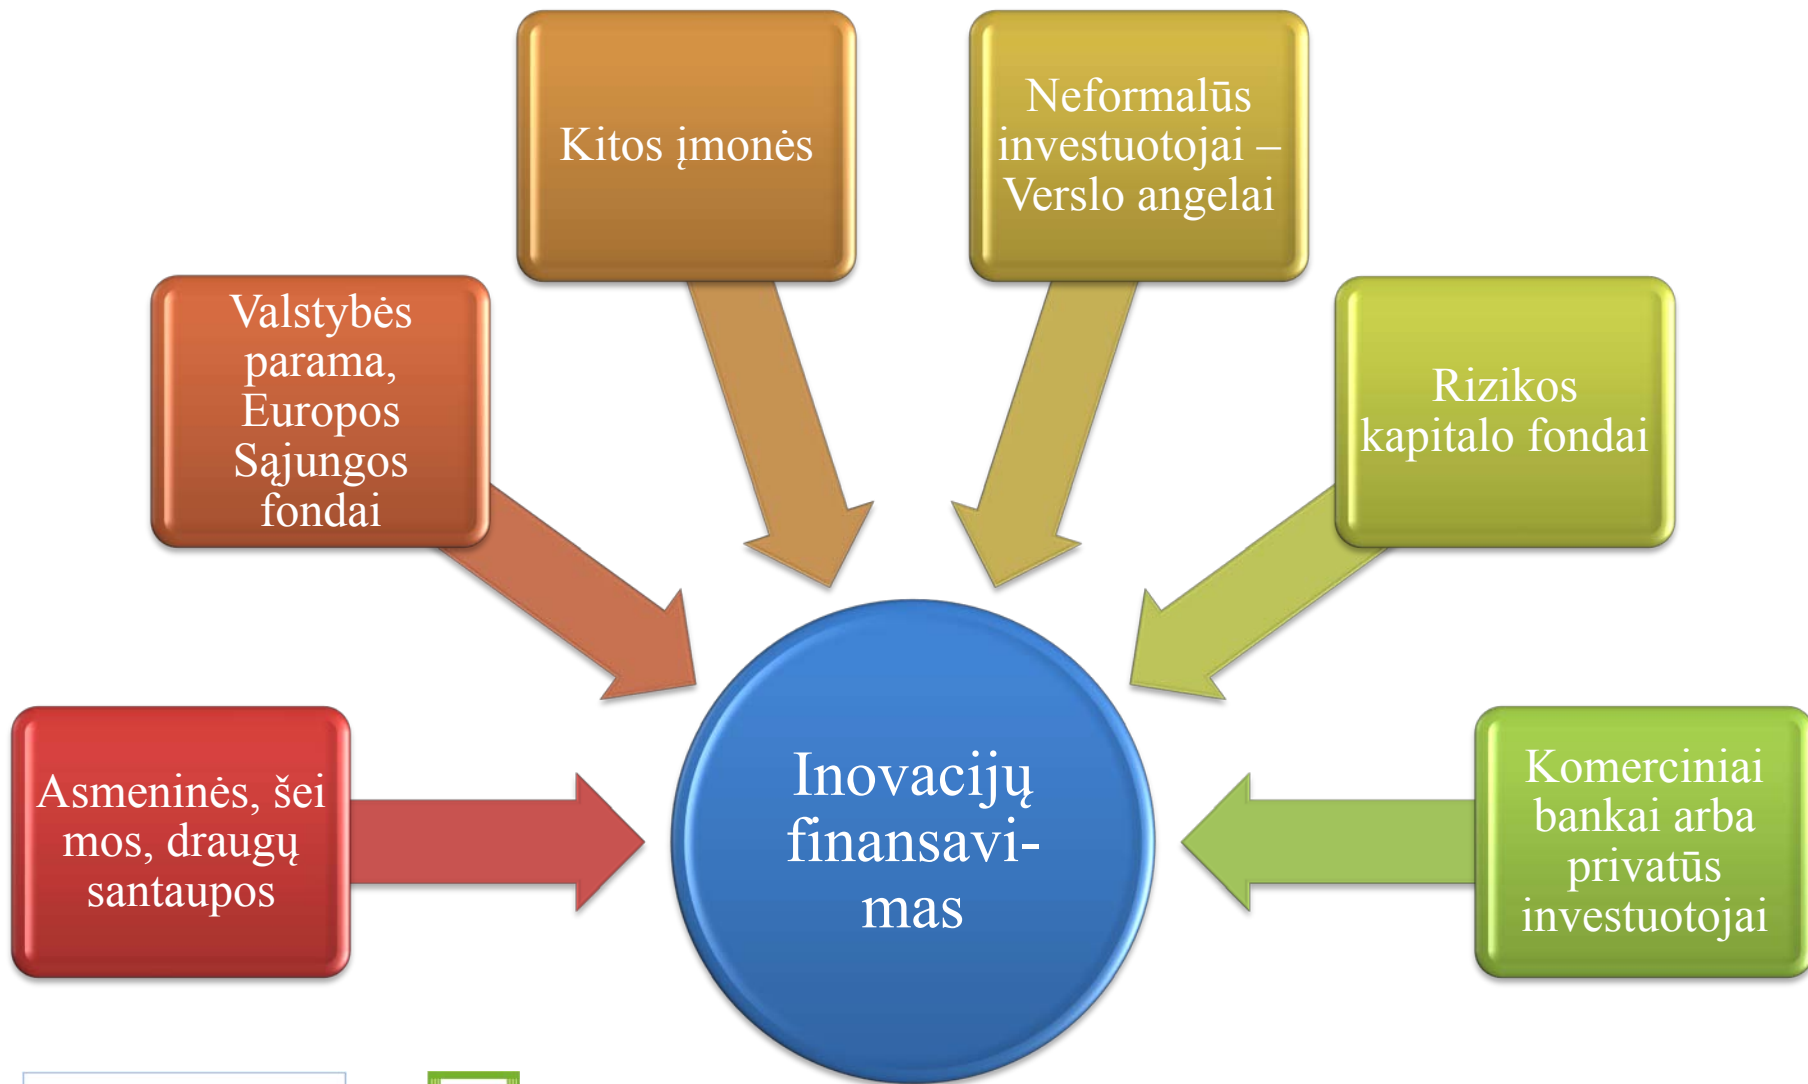 Kitos įmonės
Neformalūs
investuotojai –
Verslo angelai
Valstybės
parama,
Europos
Sąjungos
fondai
Rizikos
kapitalo fondai
Asmeninės, šei
mos, draugų
santaupos
Inovacijų
finansavi-
mas
Komerciniai
bankai arba
privatūs
investuotojai